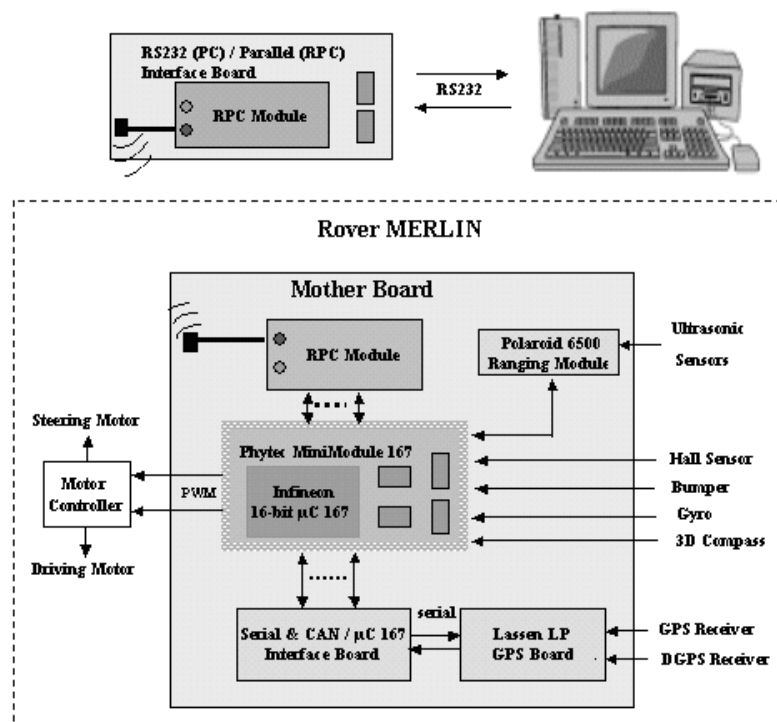 RS232 (PC) / Parallel (RPC)
Interface Board
RPC Module
RS232
Rover MERLIN
Mother Board
RPC Module
Polaroid 6500
Ranging Module
Ultrasonic
Sensors
Steering Motor
Phytec MiniModule 167
Hall Sensor
Motor
Controller
PWM
Infineon
16-bit µC 167
Bumper
Gyro
3D Compass
Driving Motor
serial
Serial & CAN / µC 167
Interface Board
Lassen LP
GPS Board
GPS Receiver
DGPS Receiver